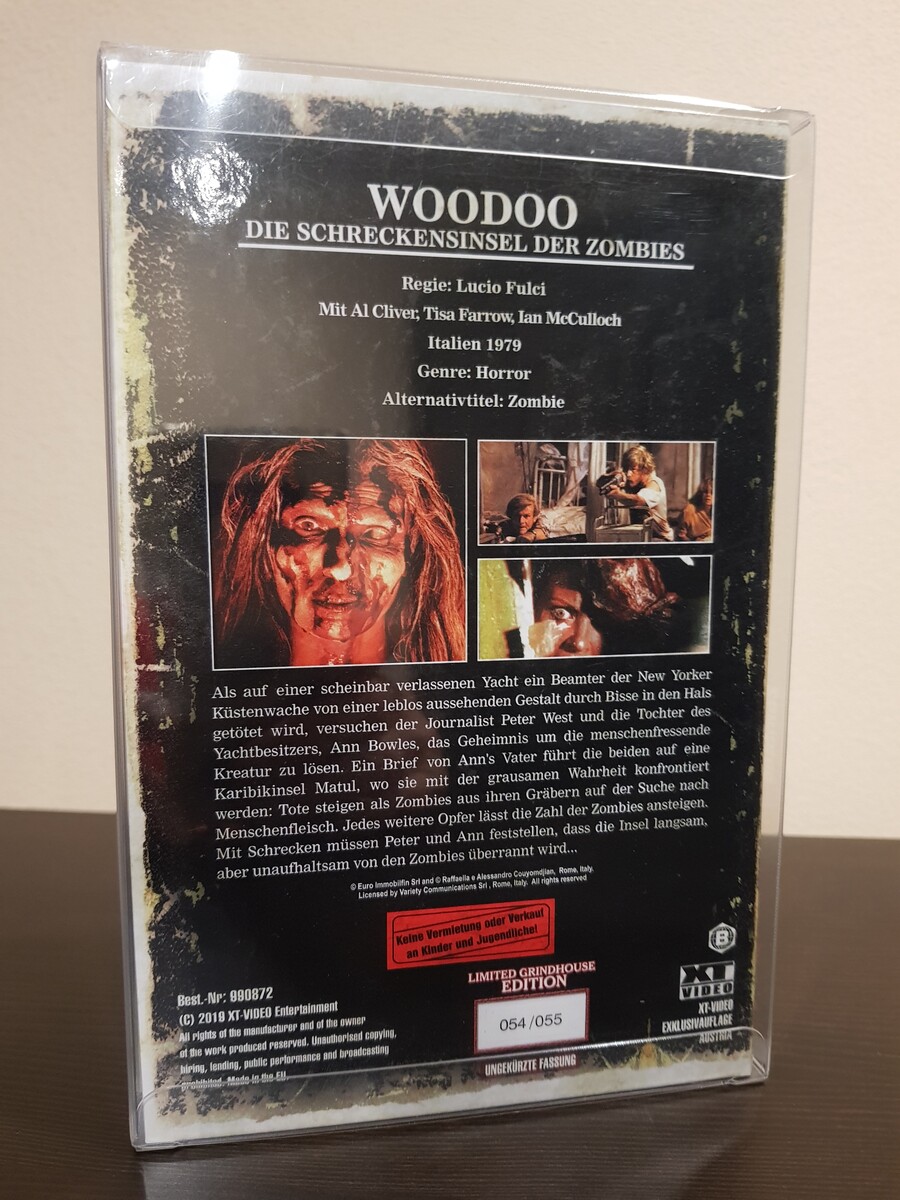 WOODOO
DIE SCHRECKENSINSEL DER ZOMBIES
Regie: Lucio Fulci
Mit Al Cliver, Tisa Farrow, Ian McCulloch
Italien 1979
Genre: Horror
Alternativtitel: Zombie
Als auf einer scheinbar verlassenen Yacht ein Beamter der New Yorker
Küstenwache von einer leblos aussehenden Gestalt durch Bisse in den Hals
getötet wird, versuchen der Journalist Peter West und die Tochter des
Yachtbesitzers, Ann Bowles, das Geheimnis um die menschenfressende
Kreatur zu lösen. Ein Brief von Ann's Vater führt die beiden auf eine
Karibikinsel Matul, wo sie mit der grausamen Wahrheit konfrontiert
werden: Tote steigen als Zombies aus ihren Gräbern auf der Suche nach
Menschenfleisch. Jedes weitere Opfer lässt die Zahl der Zombies ansteigen.
Mit Schrecken müssen Peter und Ann feststellen, dass die Insel langsam,
aber unaufhaltsam von den Zombies überrannt wird...
© Euro Immobilfin Srl and © Raffaella e Alessandro Couyomdjian, Rome, Italy.
Licensed by Variety Communications Srl, Rome, Italy. All rights reserved
Keine Vermietung oder Verkauf
an Kinder und Jugendliche!
Best.-Nr: 990872
(C) 2019 XT-VIDEO Entertainment
All rights of the manufacturer and of the owner
of the work produced reserved. Unauthorised copying,
hiring, lending, public performance and broadcasting
prohibited. Made in the EU.
LIMITED GRINDHOUSE
EDITION
054/055
UNGEKÜRZTE FASSUNG
B
XT
VIDEO
XT-VIDEO
EXKLUSIVAUFLAGE
AUSTRIA